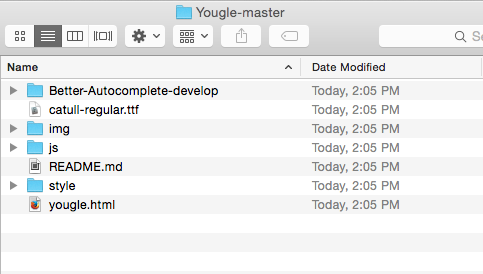 Yougle-master
Se
Name Date Modified
Better-Autocomplete-develop Today, 2:05 PM
catull-regular.ttf Today, 2:05 PM
img Today, 2:05 PM
js Today, 2:05 PM
README.md Today, 2:05 PM
style Today, 2:05 PM
yougle.html Today, 2:05 PM